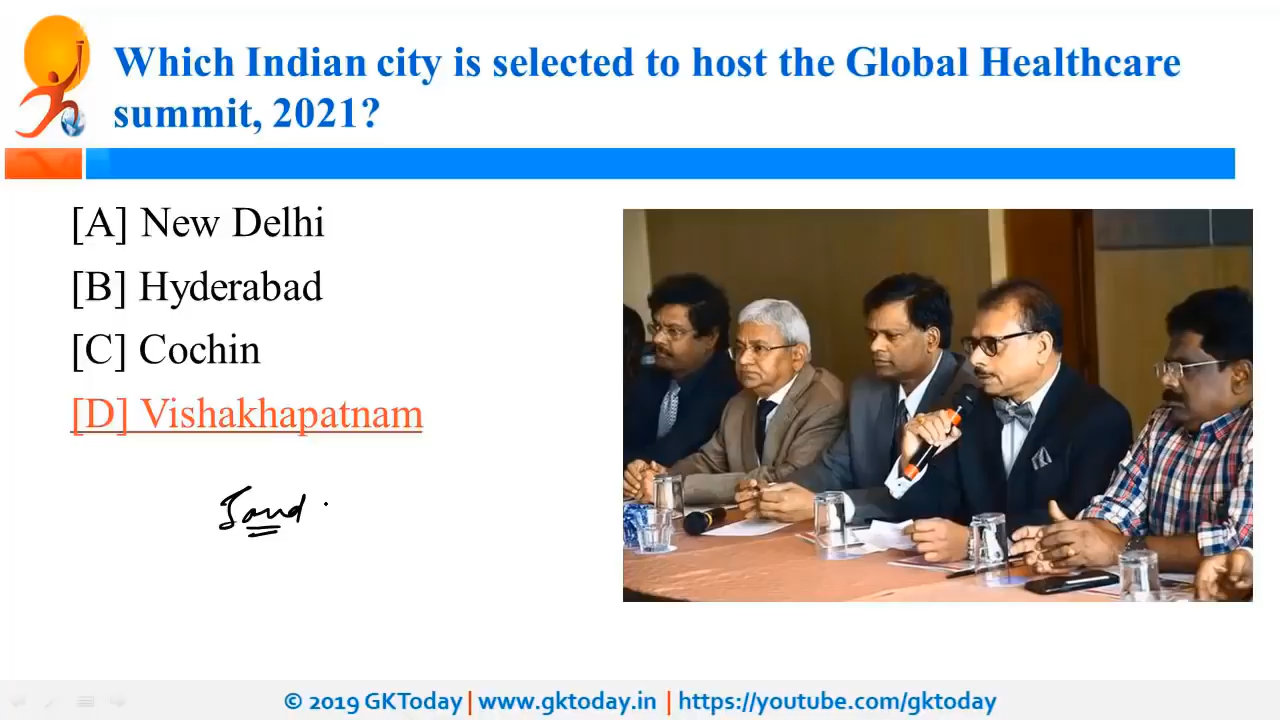 Which Indian city is selected to host the Global Healthcare
summit, 2021?
[A] New Delhi
[B] Hyderabad
[C] Cochin
[D] Vishakhapatnam
© 2019 GKToday | www.gktoday.in | https://youtube.com/gktoday